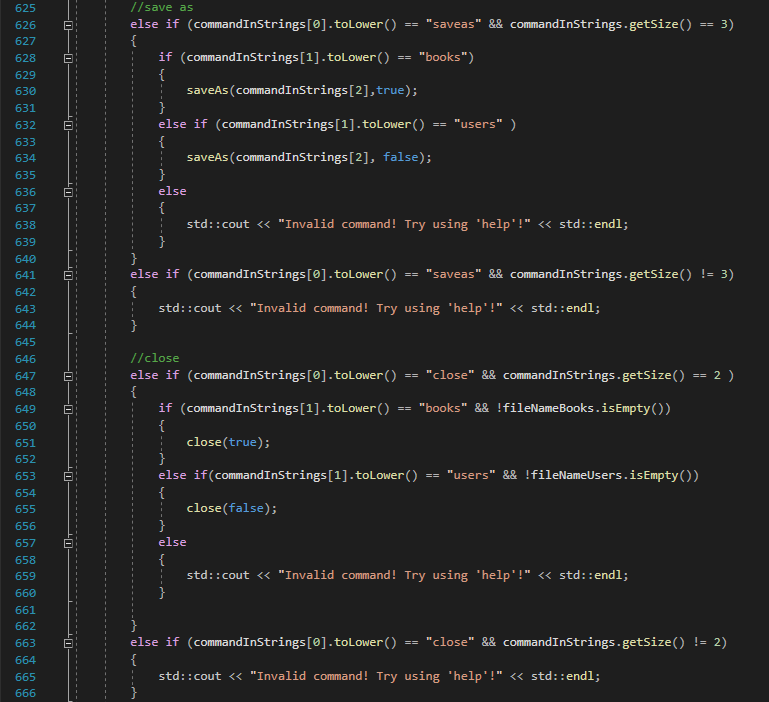 625 //save as
626 else if (commandInStrings[0].toLower() == "saveas" && commandInStrings.getSize() == 3)
627 {
628 if (commandInStrings[1].toLower() == "books")
629 {
630 saveAs(commandInStrings[2],true);
631 }
632 else if (commandInStrings[1].toLower() == "users" )
633 {
634 saveAs(commandInStrings[2], false);
635 }
636 else
637 {
638 std::cout << "Invalid command! Try using 'help'!" << std::endl;
639 }
640 }
641 else if (commandInStrings[0].toLower() == "saveas" && commandInStrings.getSize() != 3)
642 {
643 std::cout << "Invalid command! Try using 'help'!" << std::endl;
644 }
645
646 //close
647 else if (commandInStrings[0].toLower() == "close" && commandInStrings.getSize() == 2 )
648 {
649 if (commandInStrings[1].toLower() == "books" && !fileNameBooks.isEmpty())
650 {
651 close(true);
652 }
653 else if(commandInStrings[1].toLower() == "users" && !fileNameUsers.isEmpty())
654 {
655 close(false);
656 }
657 else
658 {
659 std::cout << "Invalid command! Try using 'help'!" << std::endl;
660 }
661
662 }
663 else if (commandInStrings[0].toLower() == "close" && commandInStrings.getSize() != 2)
664 {
665 std::cout << "Invalid command! Try using 'help'!" << std::endl;
666 }